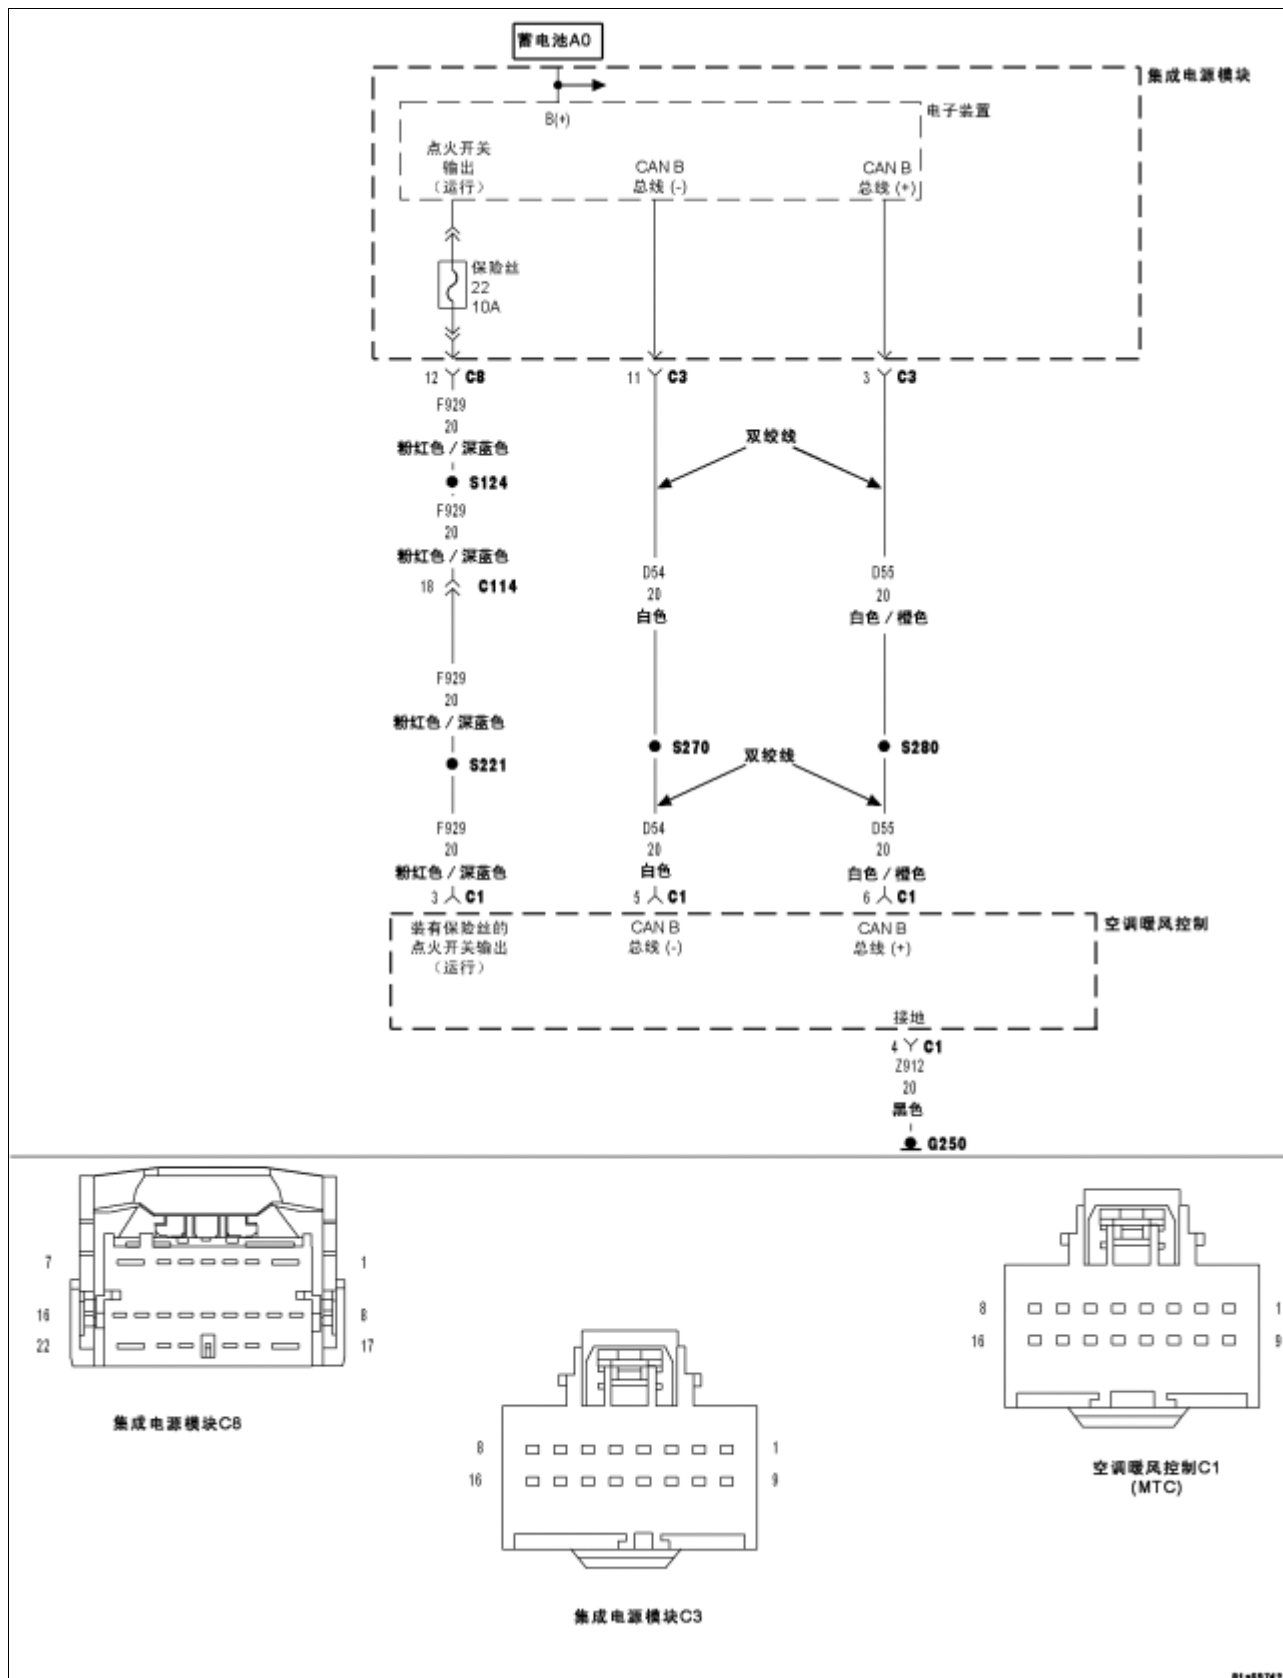 蓄电池A0
集成电源模块
电子装置
B(+)
点火开关
输出
（运行）
CAN B
总线 (-)
CAN B
总线 (+)
保险丝
22
10A
12 C8
11 C3
3 C3
F929
20
粉红色 / 深蓝色
双绞线
S124
F929
20
粉红色 / 深蓝色
18 C114
D54
20
白色
D55
20
白色 / 橙色
F929
20
粉红色 / 深蓝色
S270
双绞线
S280
S221
F929
20
粉红色 / 深蓝色
D54
20
白色
D55
20
白色 / 橙色
3 C1
5 C1
6 C1
空调暖风控制
装有保险丝的
点火开关输出
（运行）
CAN B
总线 (-)
CAN B
总线 (+)
接地
4 C1
Z912
20
黑色
G250
7 1
16 8
22 17
集成电源模块C8
8 1
16 9
集成电源模块C3
8 1
16 9
空调暖风控制C1
(MTC)